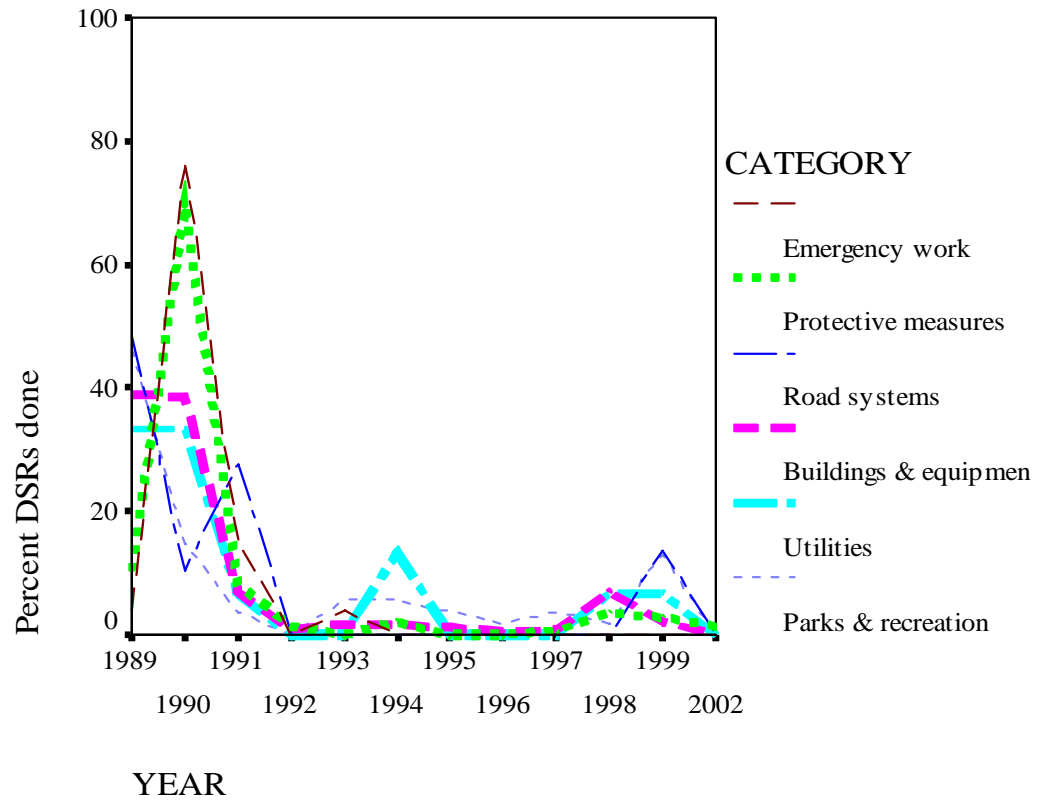 100
80
60
40
20
0
Percent DSRs done
1989 1991 1993 1995 1997 1999
1990 1992 1994 1996 1998 2002
YEAR
CATEGORY
Emergency work
Protective measures
Road systems
Buildings & equipmen
Utilities
Parks & recreation